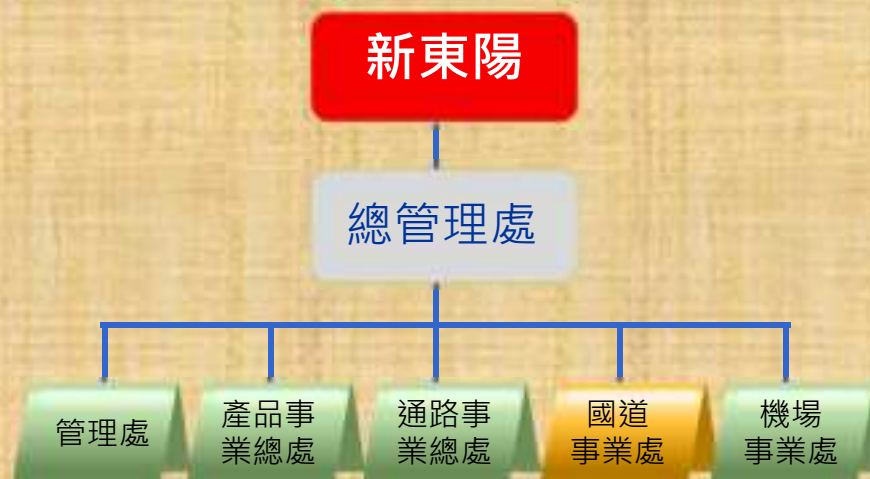 新東陽
總管理處
管理處
產品事
業總處
通路事
業總處
國道
事業處
機場
事業處